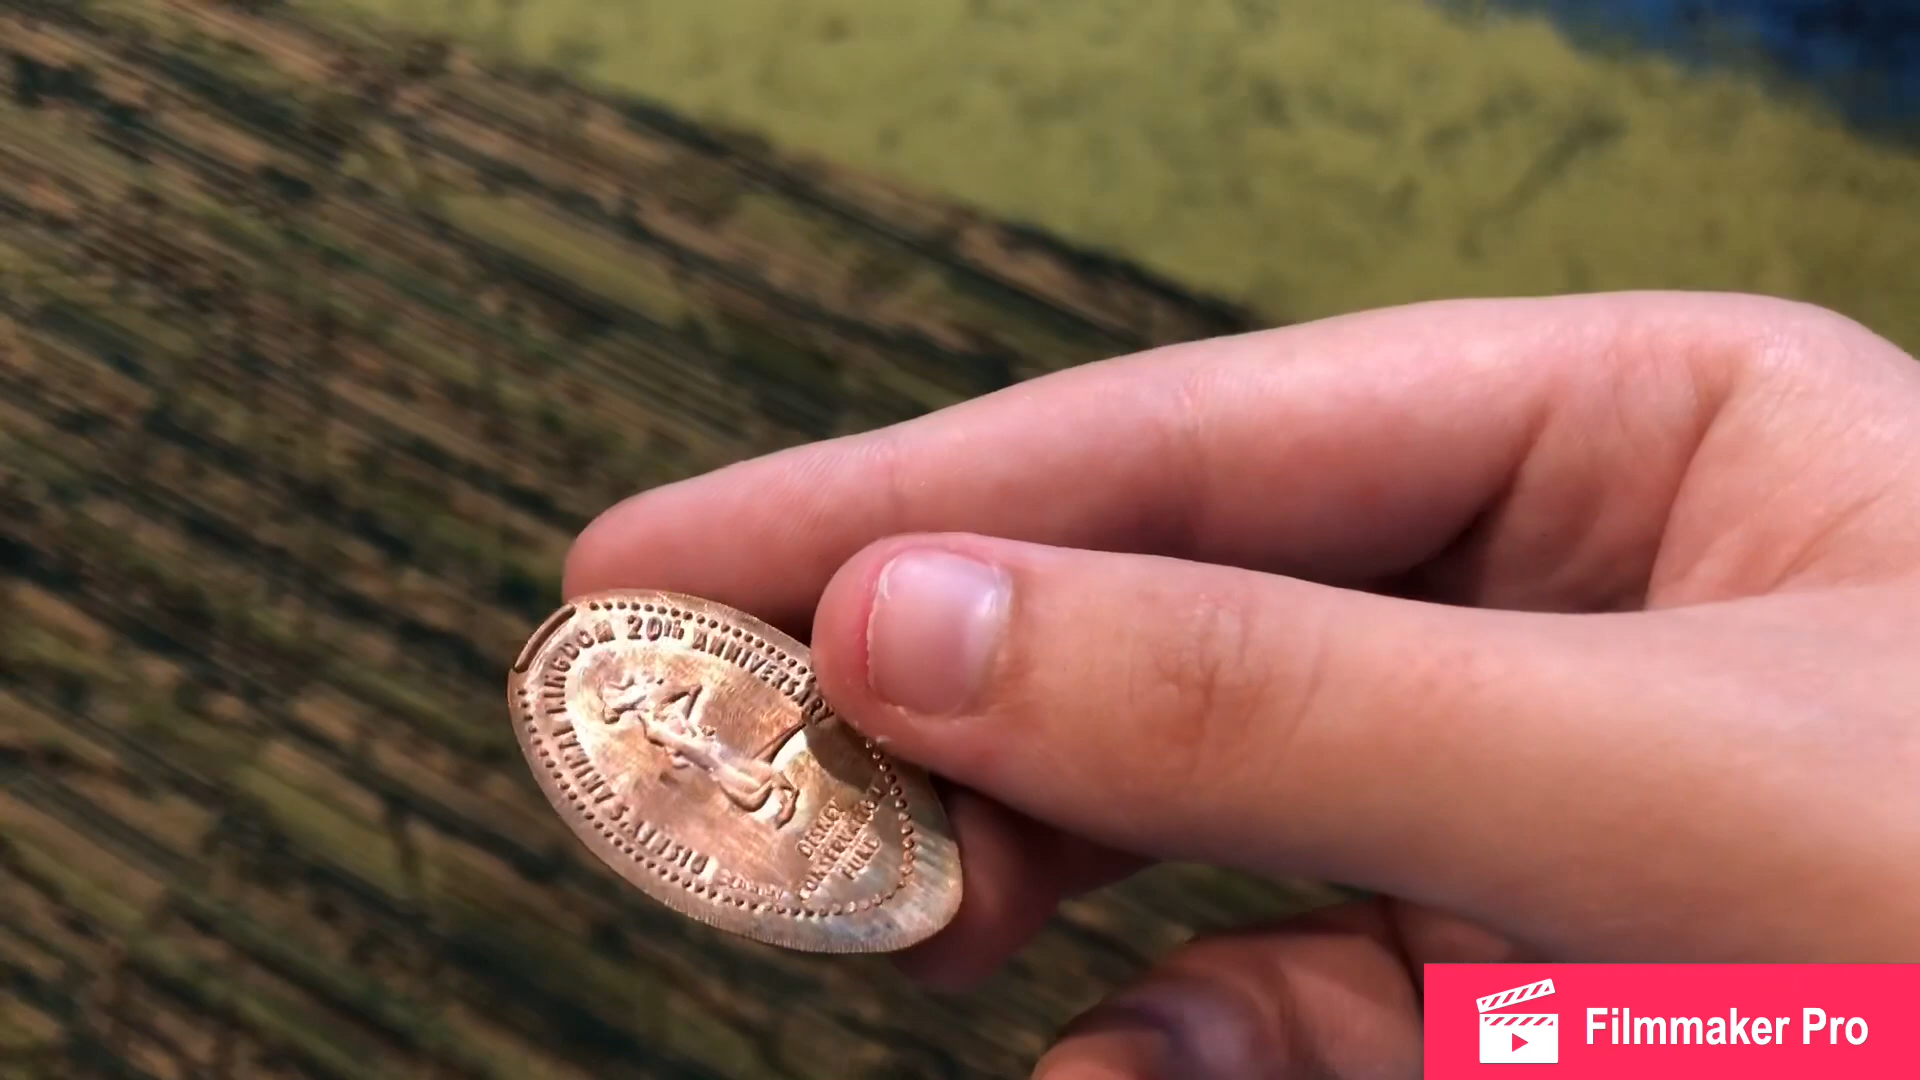 DISNEY'S ANIMAL KINGDOM 20th ANNIVERSARY
DISNEY
CONSERVATION
FUND
Filmmaker Pro